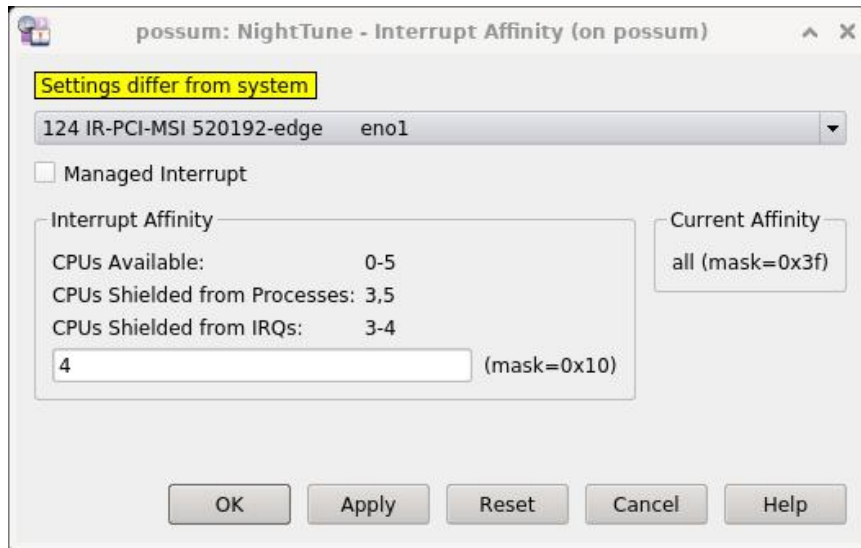 possum: NightTune - Interrupt Affinity (on possum)
Settings differ from system
124 IR-PCI-MSI 520192-edge eno1
Managed Interrupt
Interrupt Affinity
CPUs Available: 0-5
CPUs Shielded from Processes: 3,5
CPUs Shielded from IRQs: 3-4
4 (mask=0x10)
Current Affinity
all (mask=0x3f)
OK Apply Reset Cancel Help